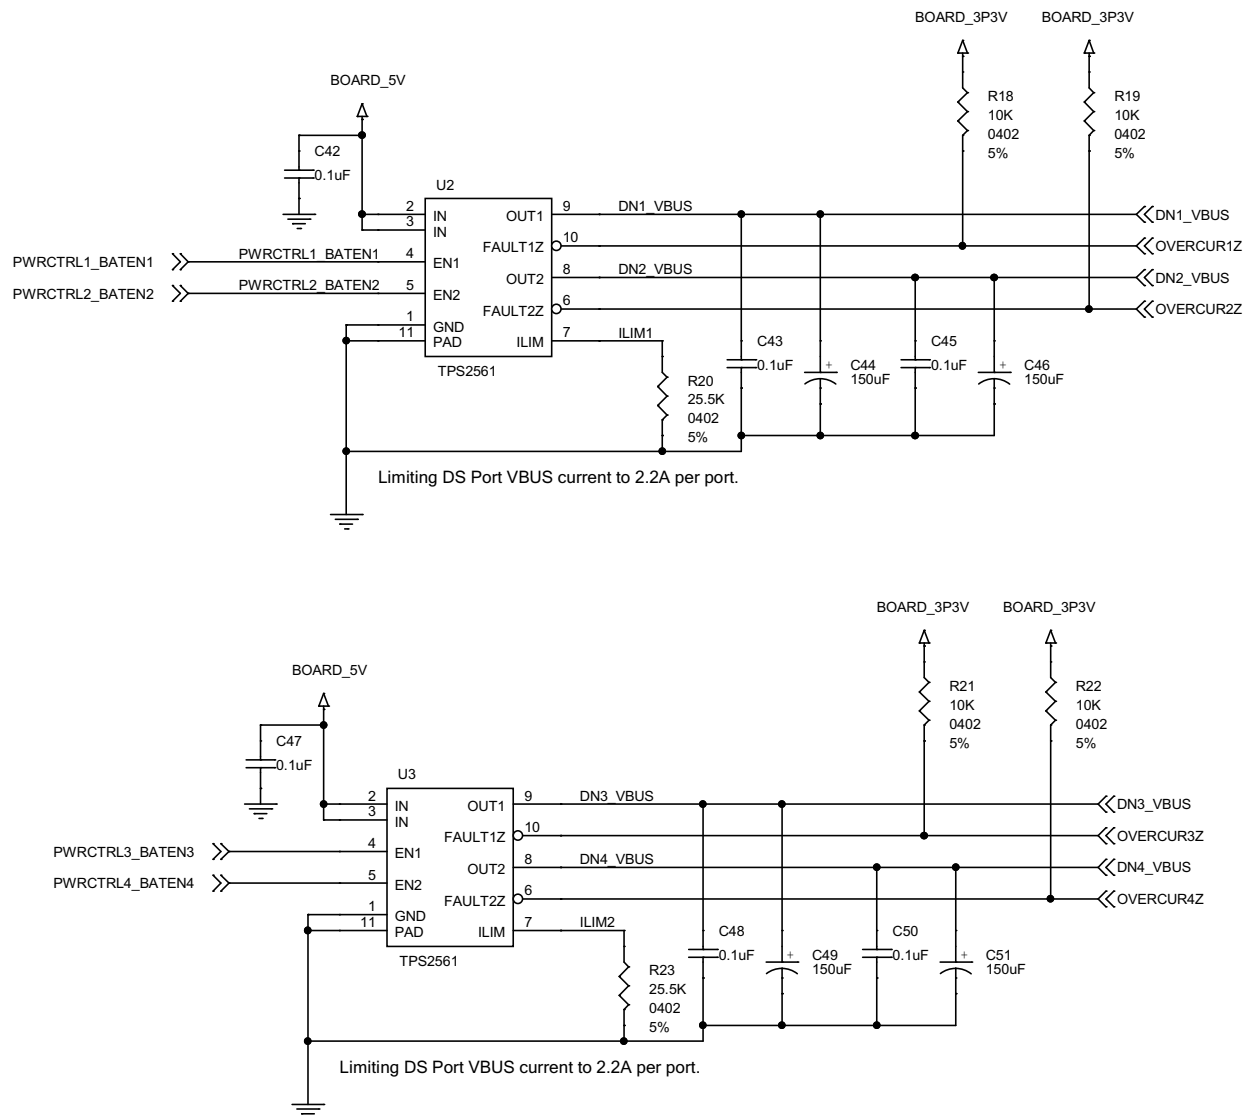 BOARD_3P3V BOARD_3P3V
BOARD_5V
R18
10K
0402
5%
R19
10K
0402
5%
C42
0.1uF
U2
2 IN
3 IN
4 EN1
5 EN2
1 GND
11 PAD
OUT1 9
FAULT1Z 10
OUT2 8
FAULT2Z 6
ILIM 7
TPS2561
PWRCTRL1_BATEN1 PWRCTRL1_BATEN1
PWRCTRL2_BATEN2 PWRCTRL2_BATEN2
DN1_VBUS DN1_VBUS
OVERCUR1Z
DN2_VBUS DN2_VBUS
OVERCUR2Z
ILIM1
R20
25.5K
0402
5%
C43
0.1uF
+ C44
150uF
C45
0.1uF
+ C46
150uF
Limiting DS Port VBUS current to 2.2A per port.
BOARD_3P3V BOARD_3P3V
BOARD_5V
R21
10K
0402
5%
R22
10K
0402
5%
C47
0.1uF
U3
2 IN
3 IN
4 EN1
5 EN2
1 GND
11 PAD
OUT1 9
FAULT1Z 10
OUT2 8
FAULT2Z 6
ILIM 7
TPS2561
PWRCTRL3_BATEN3
PWRCTRL4_BATEN4
DN3_VBUS DN3_VBUS
OVERCUR3Z
DN4_VBUS DN4_VBUS
OVERCUR4Z
ILIM2
R23
25.5K
0402
5%
C48
0.1uF
+ C49
150uF
C50
0.1uF
+ C51
150uF
Limiting DS Port VBUS current to 2.2A per port.